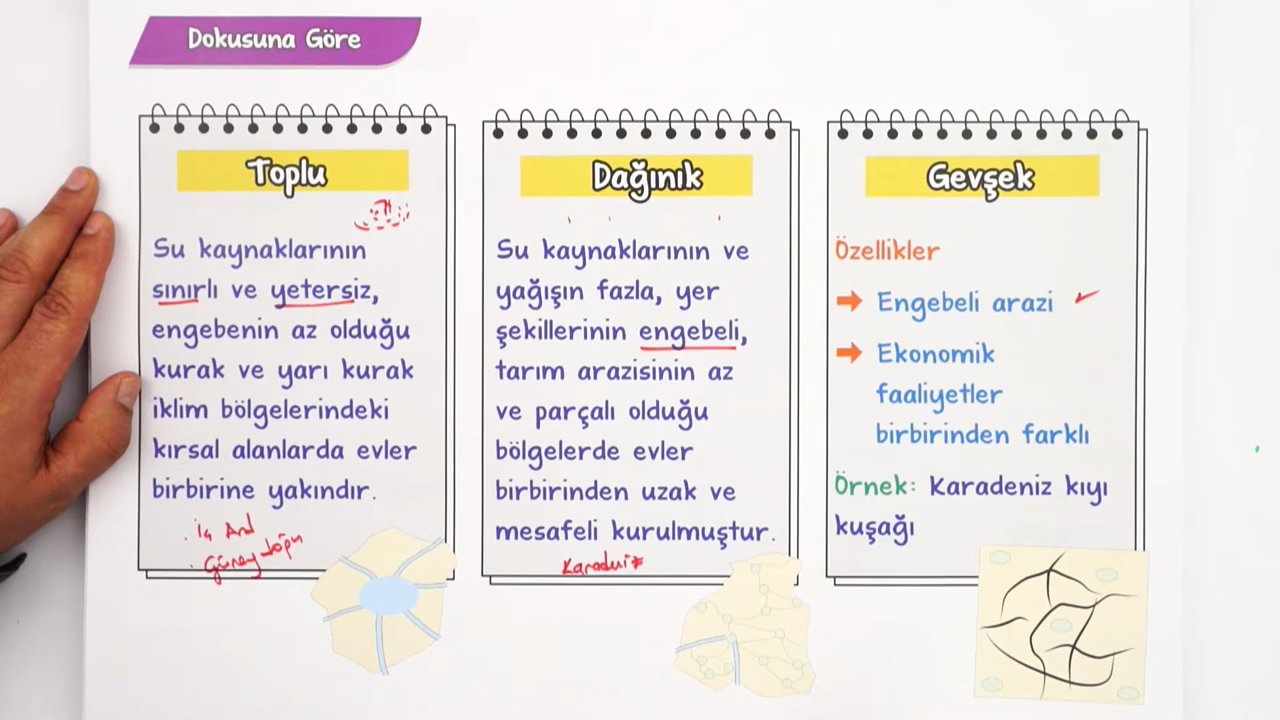 Dokusuna Göre
Toplu
Su kaynaklarının
sınırlı ve yetersiz,
engebenin az olduğu
kurak ve yarı kurak
iklim bölgelerindeki
kırsal alanlarda evler
birbirine yakındır.
. İç And
. Güneydoğu
Dağınık
Su kaynaklarının ve
yağışın fazla, yer
şekillerinin engebeli,
tarım arazisinin az
ve parçalı olduğu
bölgelerde evler
birbirinden uzak ve
mesafeli kurulmuştur.
Karadeniz
Gevşek
Özellikler
Engebeli arazi
Ekonomik
faaliyetler
birbirinden farklı
Örnek: Karadeniz kıyı
kuşağı